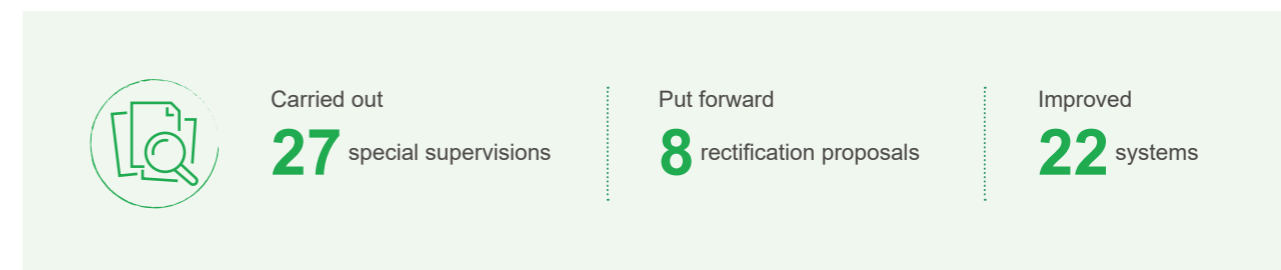 Carried out
27 special supervisions
Put forward
8 rectification proposals
Improved
22 systems